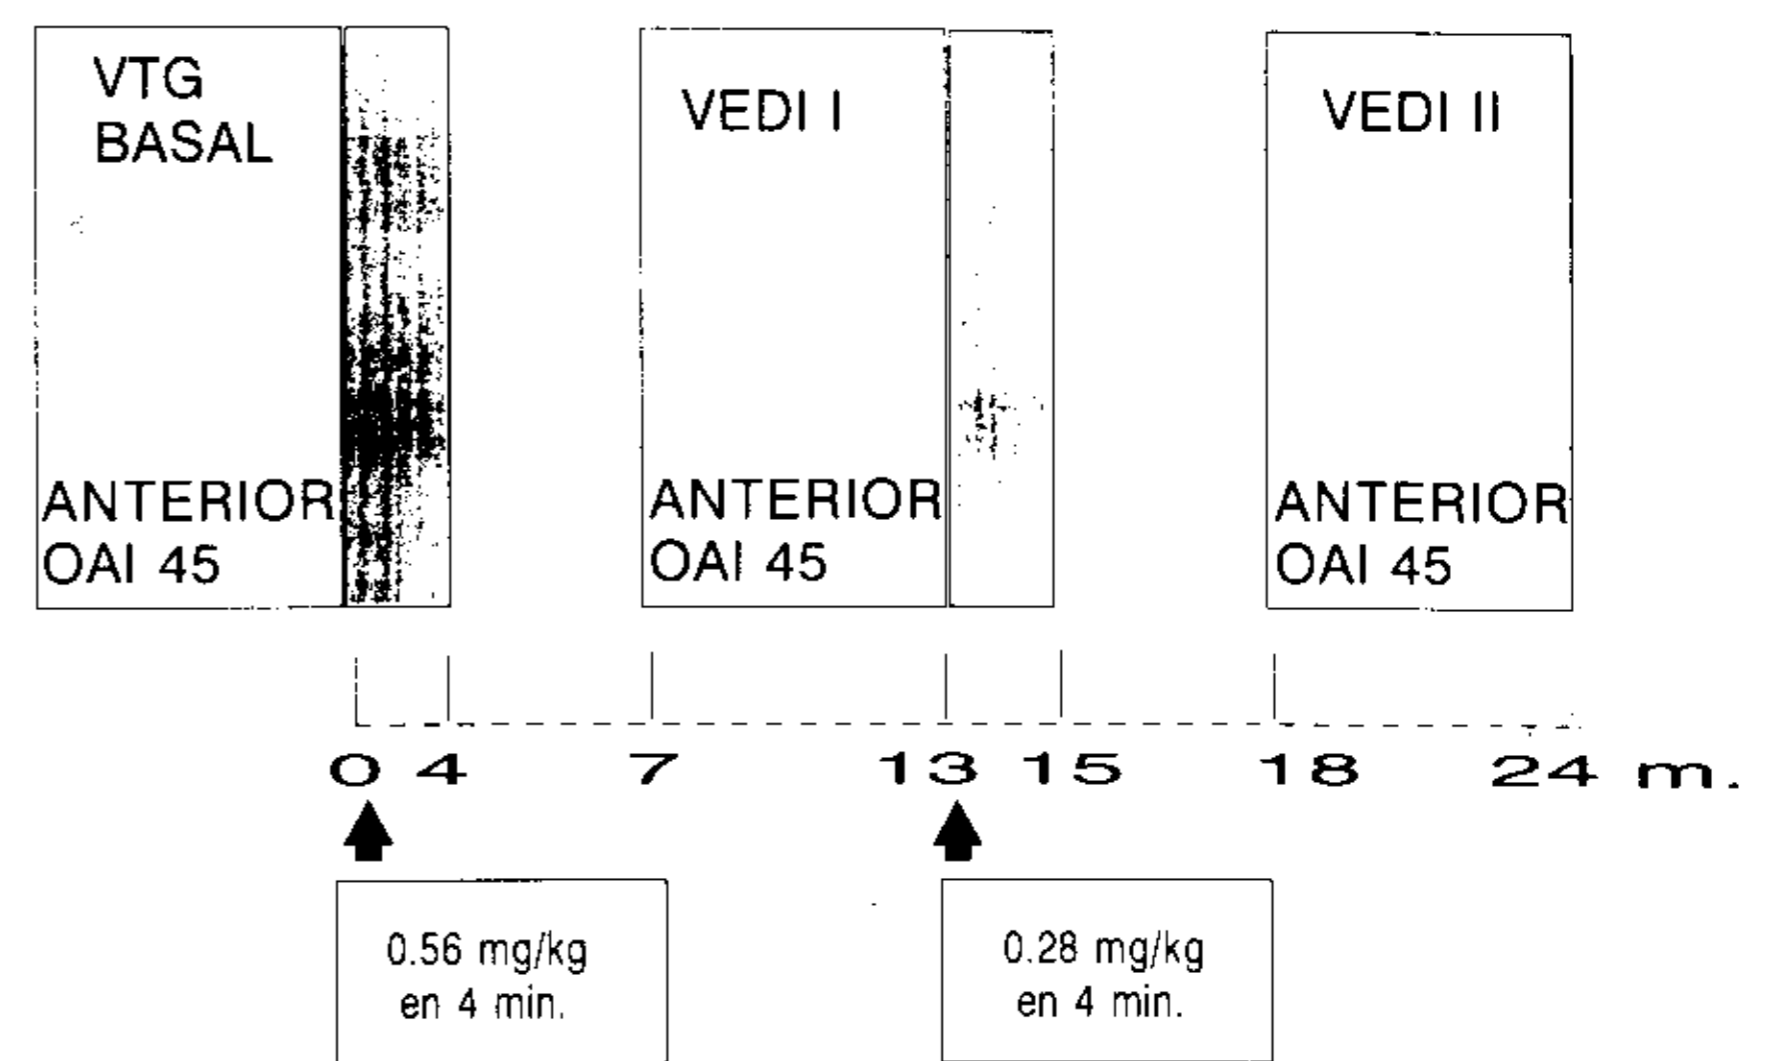 VTG
BASAL
ANTERIOR
OAI 45
VEDI I
ANTERIOR
OAI 45
VEDI II
ANTERIOR
OAI 45
0 4 7 13 15 18 24 m.
0.56 mg/kg
en 4 min.
0.28 mg/kg
en 4 min.